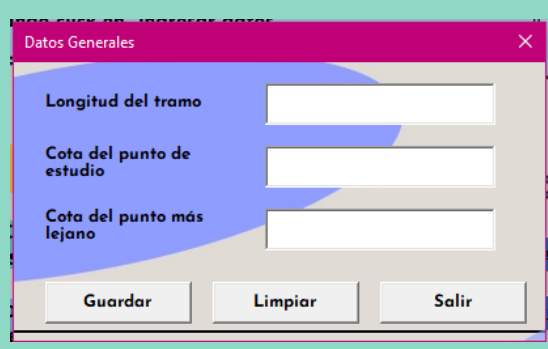 Datos Generales
Longitud del tramo
Cota del punto de
estudio
Cota del punto más
lejano
Guardar Limpiar Salir